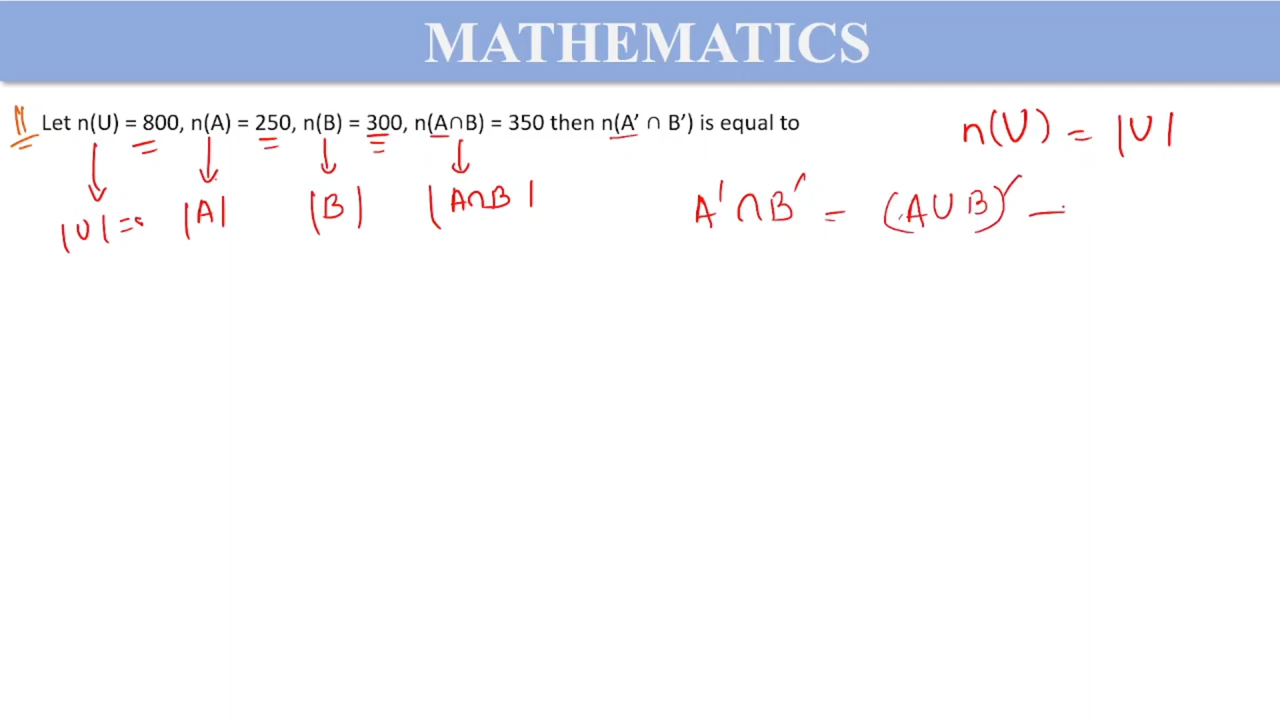 MATHEMATICS
Let n(U) = 800, n(A) = 250, n(B) = 300, n(A∩B) = 350 then n(A’ ∩ B’) is equal to
n(U) = |U|
|U| = |A| |B| |A∩B|
A' ∩ B' = (A∪B)' –